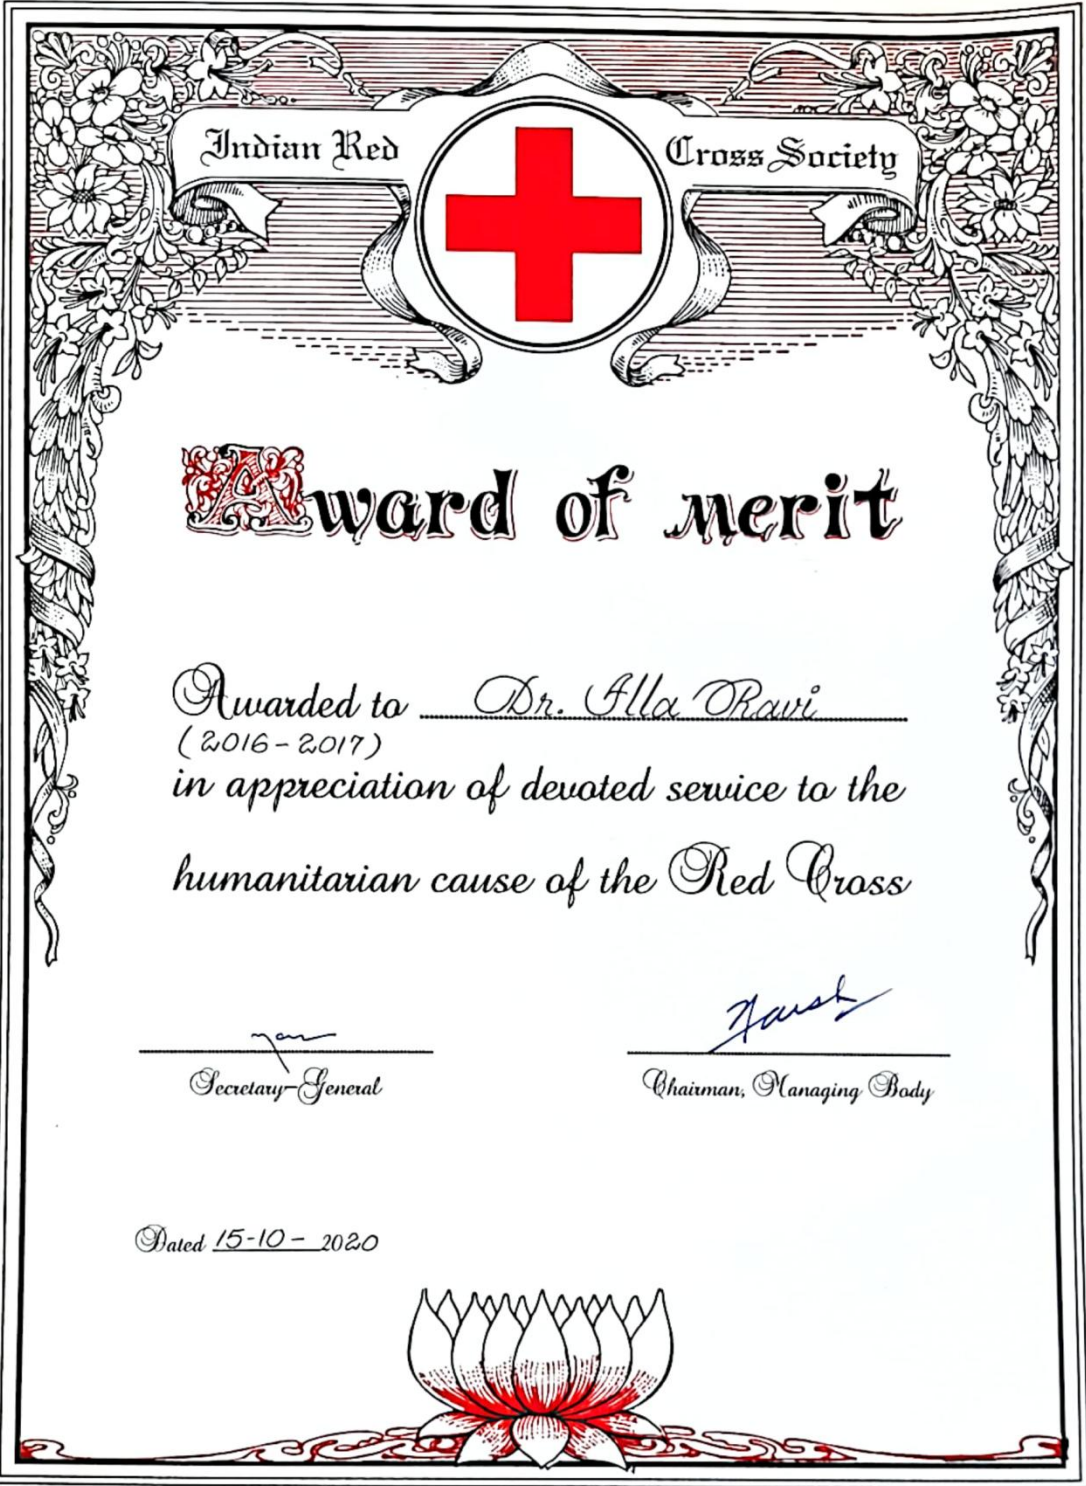 Indian Red Cross Society
Award of merit
Awarded to Dr. Illa Ravi
(2016-2017)
in appreciation of devoted service to the
humanitarian cause of the Red Cross
Secretary-General
Chairman, Managing Body
Dated 15-10-2020